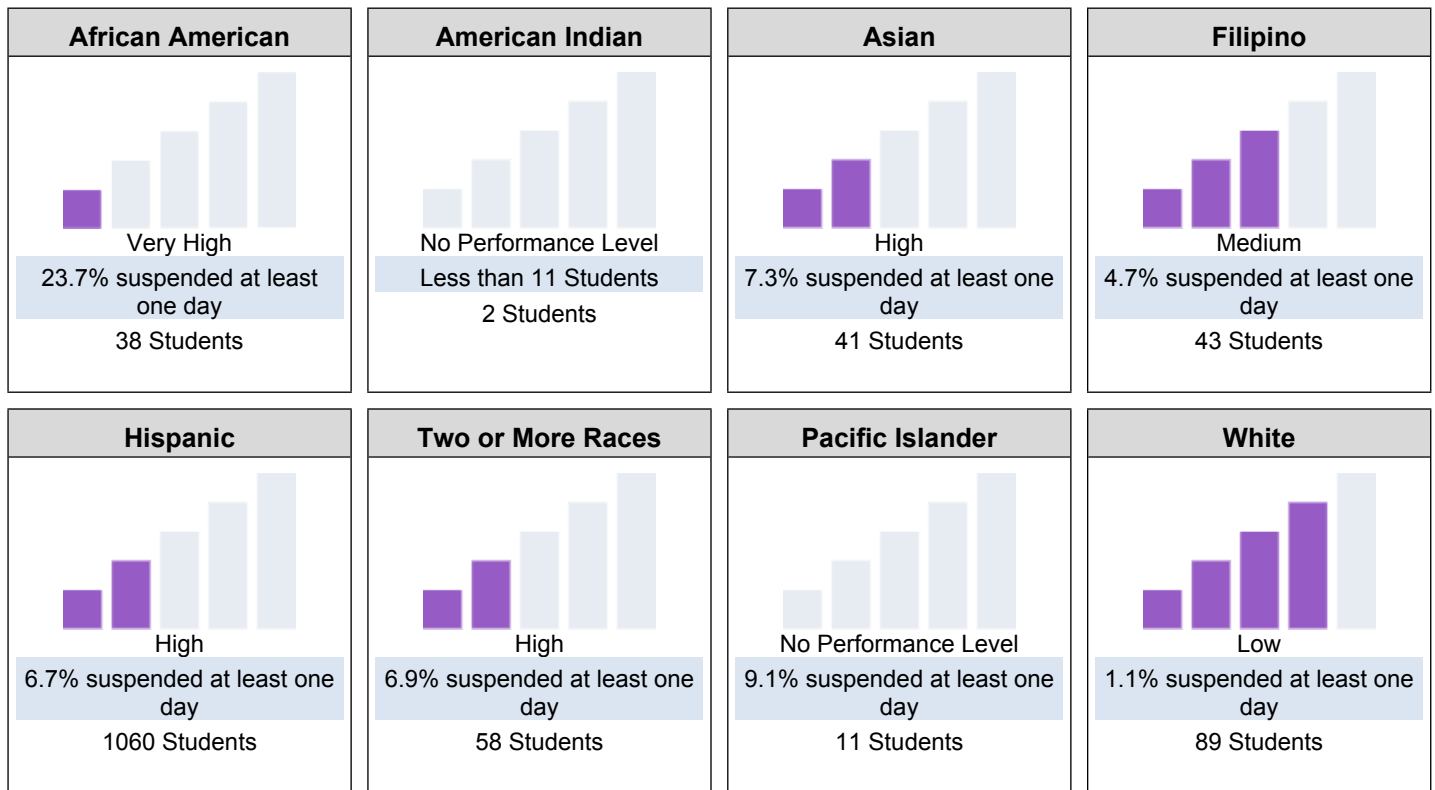 African American
Very High
23.7% suspended at least
one day
38 Students
American Indian
No Performance Level
Less than 11 Students
2 Students
Asian
High
7.3% suspended at least one
day
41 Students
Filipino
Medium
4.7% suspended at least one
day
43 Students
Hispanic
High
6.7% suspended at least one
day
1060 Students
Two or More Races
High
6.9% suspended at least one
day
58 Students
Pacific Islander
No Performance Level
9.1% suspended at least one
day
11 Students
White
Low
1.1% suspended at least one
day
89 Students